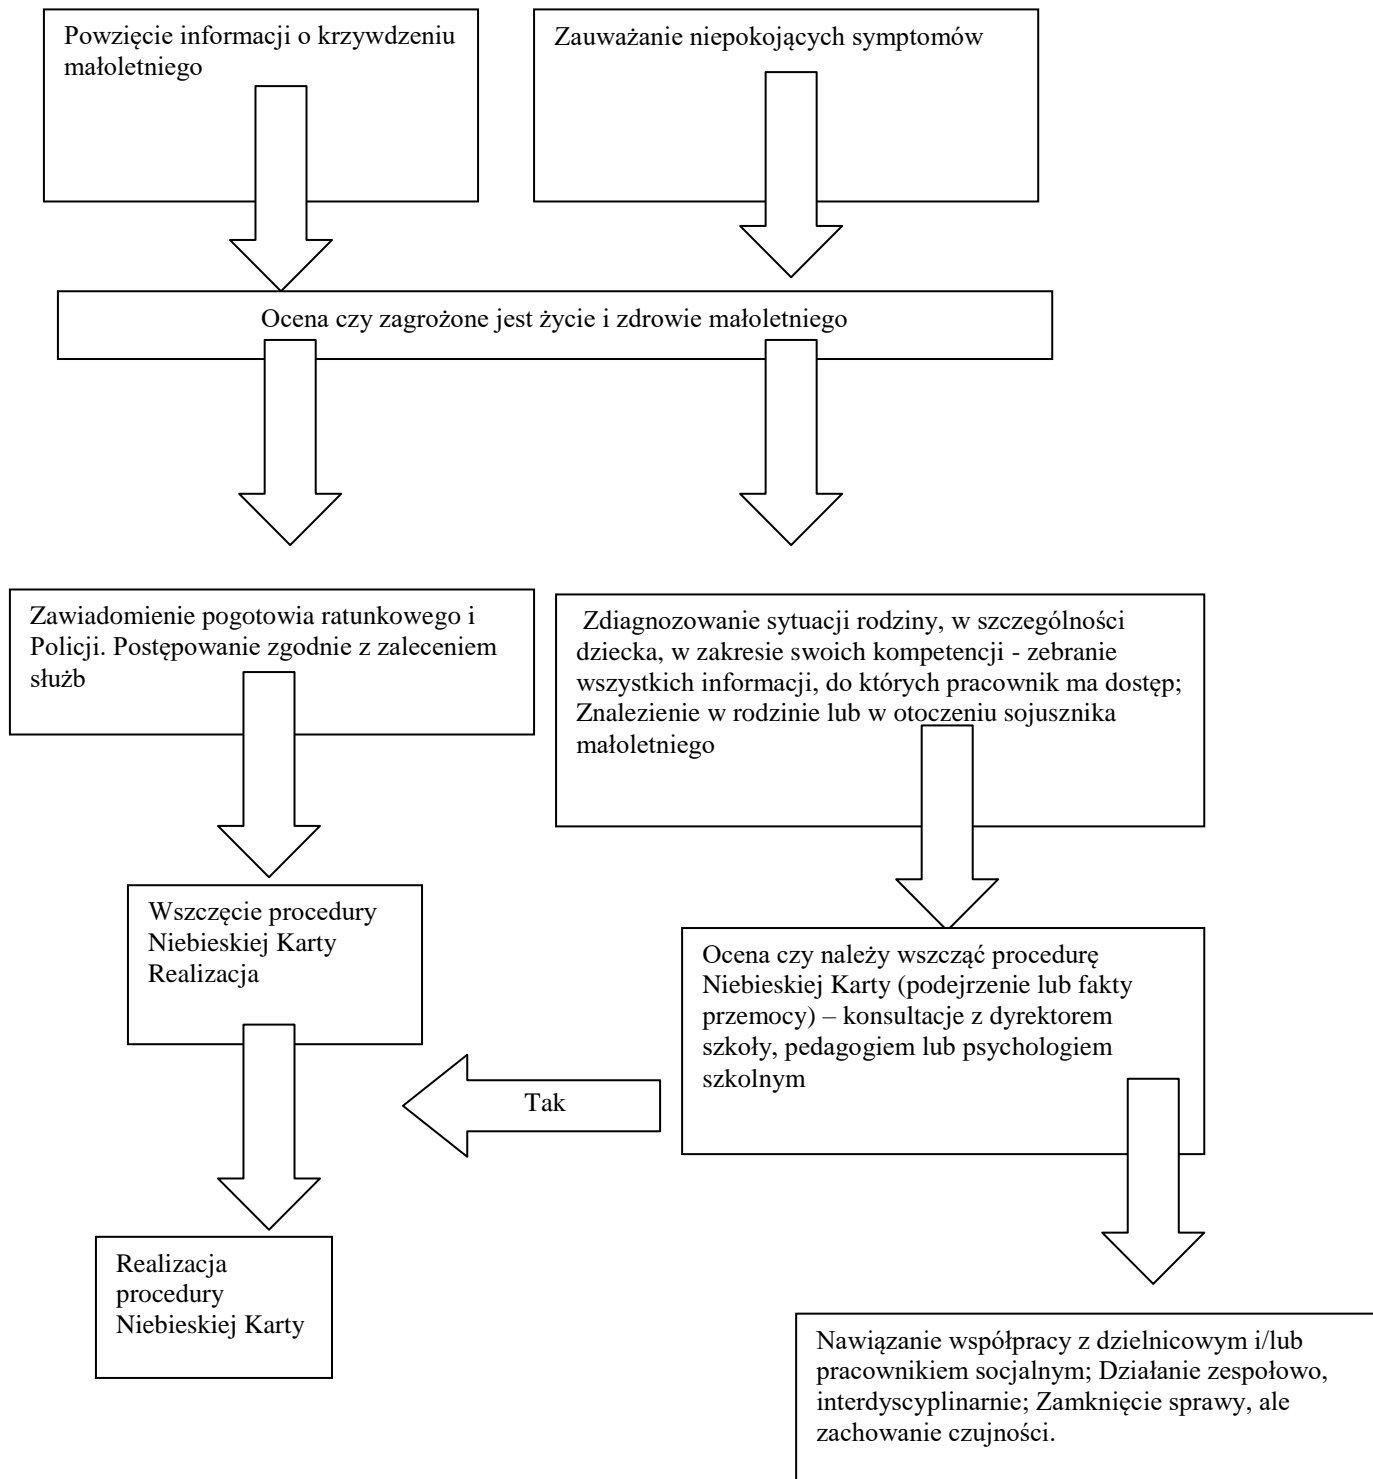 Powzięcie informacji o krzywdzeniu
małoletniego
Zauważanie niepokojących symptomów
Ocena czy zagrożone jest życie i zdrowie małoletniego
Zawiadomienie pogotowia ratunkowego i
Policji. Postępowanie zgodnie z zaleceniem
służb
Zdiagnozowanie sytuacji rodziny, w szczególności
dziecka, w zakresie swoich kompetencji - zebranie
wszystkich informacji, do których pracownik ma dostęp;
Znalezienie w rodzinie lub w otoczeniu sojusznika
małoletniego
Wszczęcie procedury
Niebieskiej Karty
Realizacja
Ocena czy należy wszcząć procedurę
Niebieskiej Karty (podejrzenie lub fakty
przemocy) – konsultacje z dyrektorem
szkoły, pedagogiem lub psychologiem
szkolnym
Tak
Realizacja
procedury
Niebieskiej Karty
Nawiązanie współpracy z dzielnicowym i/lub
pracownikiem socjalnym; Działanie zespołowo,
interdyscyplinarnie; Zamknięcie sprawy, ale
zachowanie czujności.